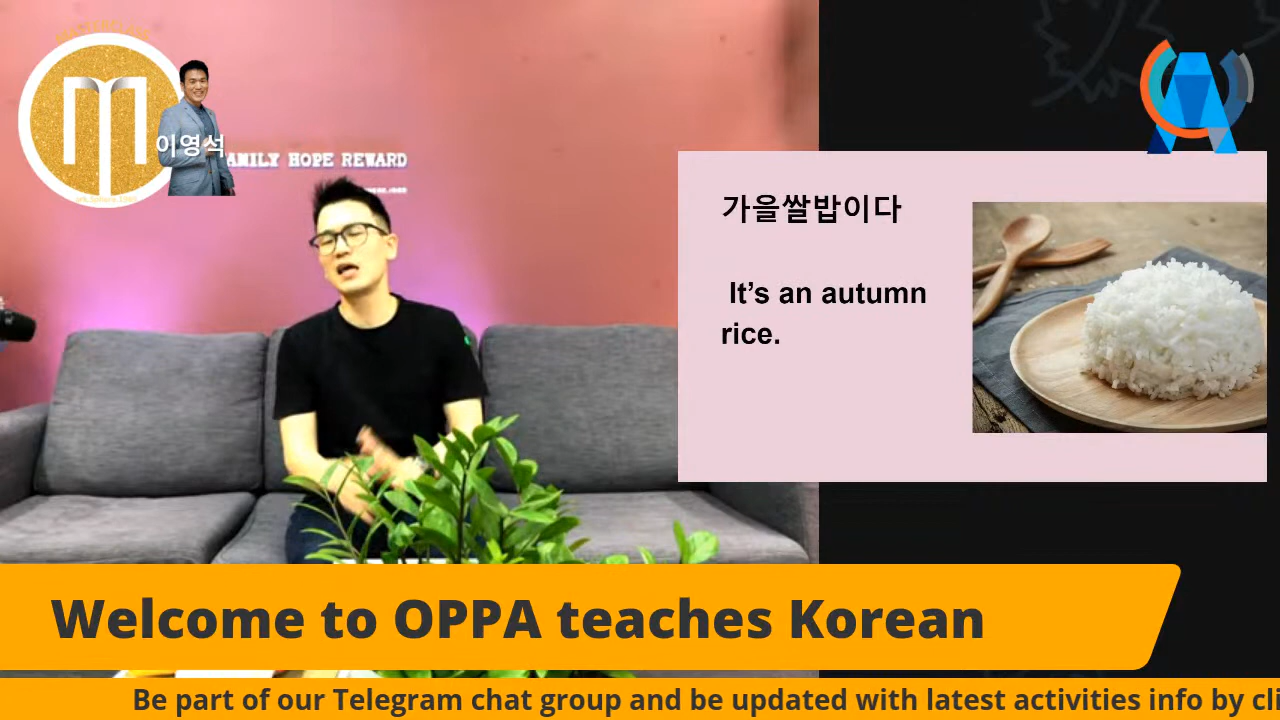 이영석
FAMILY HOPE REWARD
가을쌀밥이다
It’s an autumn
rice.
Welcome to OPPA teaches Korean
Be part of our Telegram chat group and be updated with latest activities info by cli